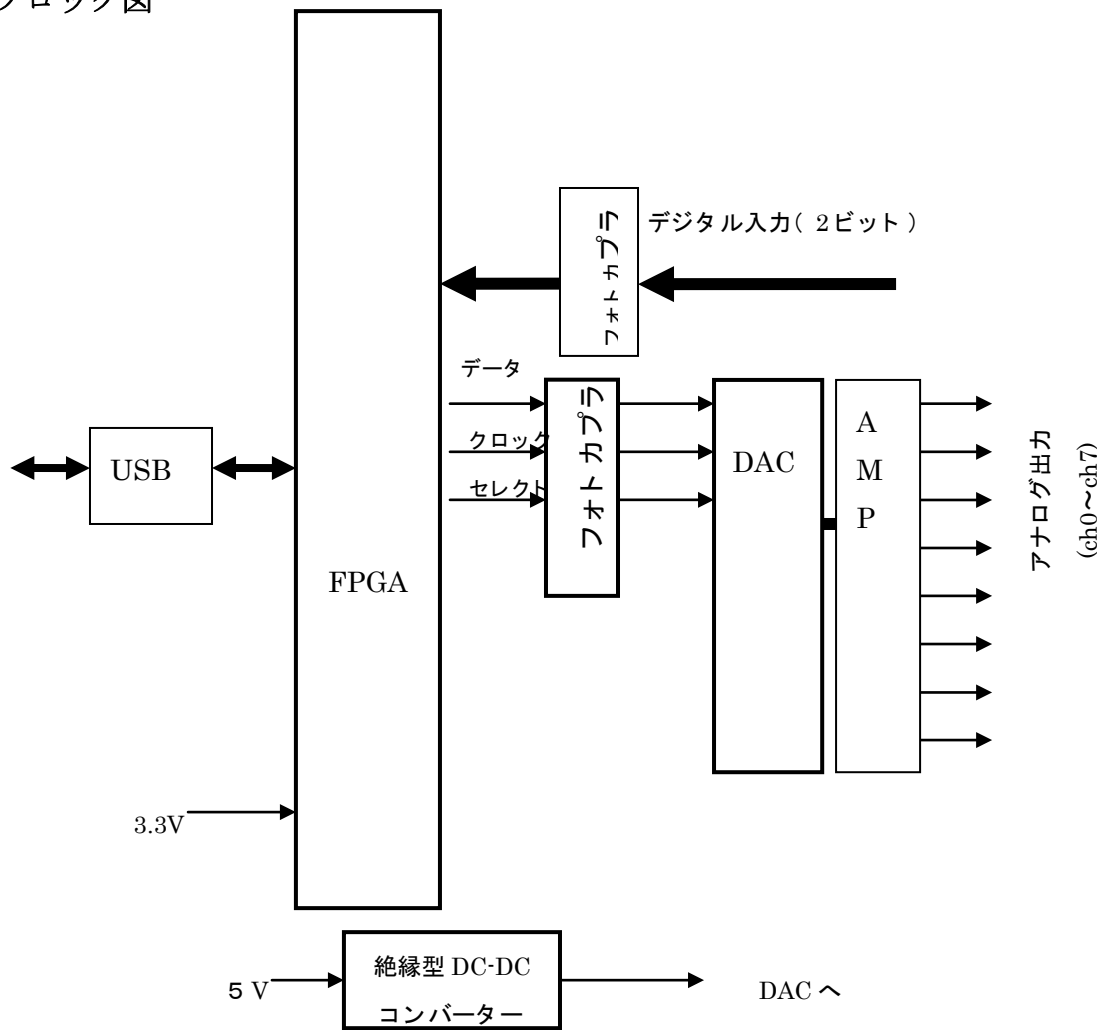 ブロック図
フォトカプラ
デジタル入力( 2ビット )
データ
クロック
セレクト
フォトカプラ
USB
FPGA
DAC
A
M
P
アナログ出力
(ch0〜ch7)
3.3V
5 V
絶縁型 DC-DC
コンバーター
DAC へ